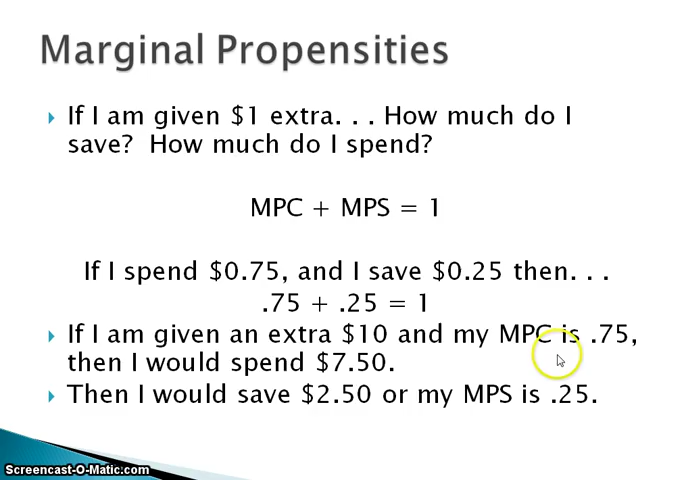 Marginal Propensities
If I am given $1 extra. . . How much do I
save? How much do I spend?
MPC + MPS = 1
If I spend $0.75, and I save $0.25 then. . .
.75 + .25 = 1
If I am given an extra $10 and my MPC is .75,
then I would spend $7.50.
Then I would save $2.50 or my MPS is .25.
Screencast-O-Matic.com